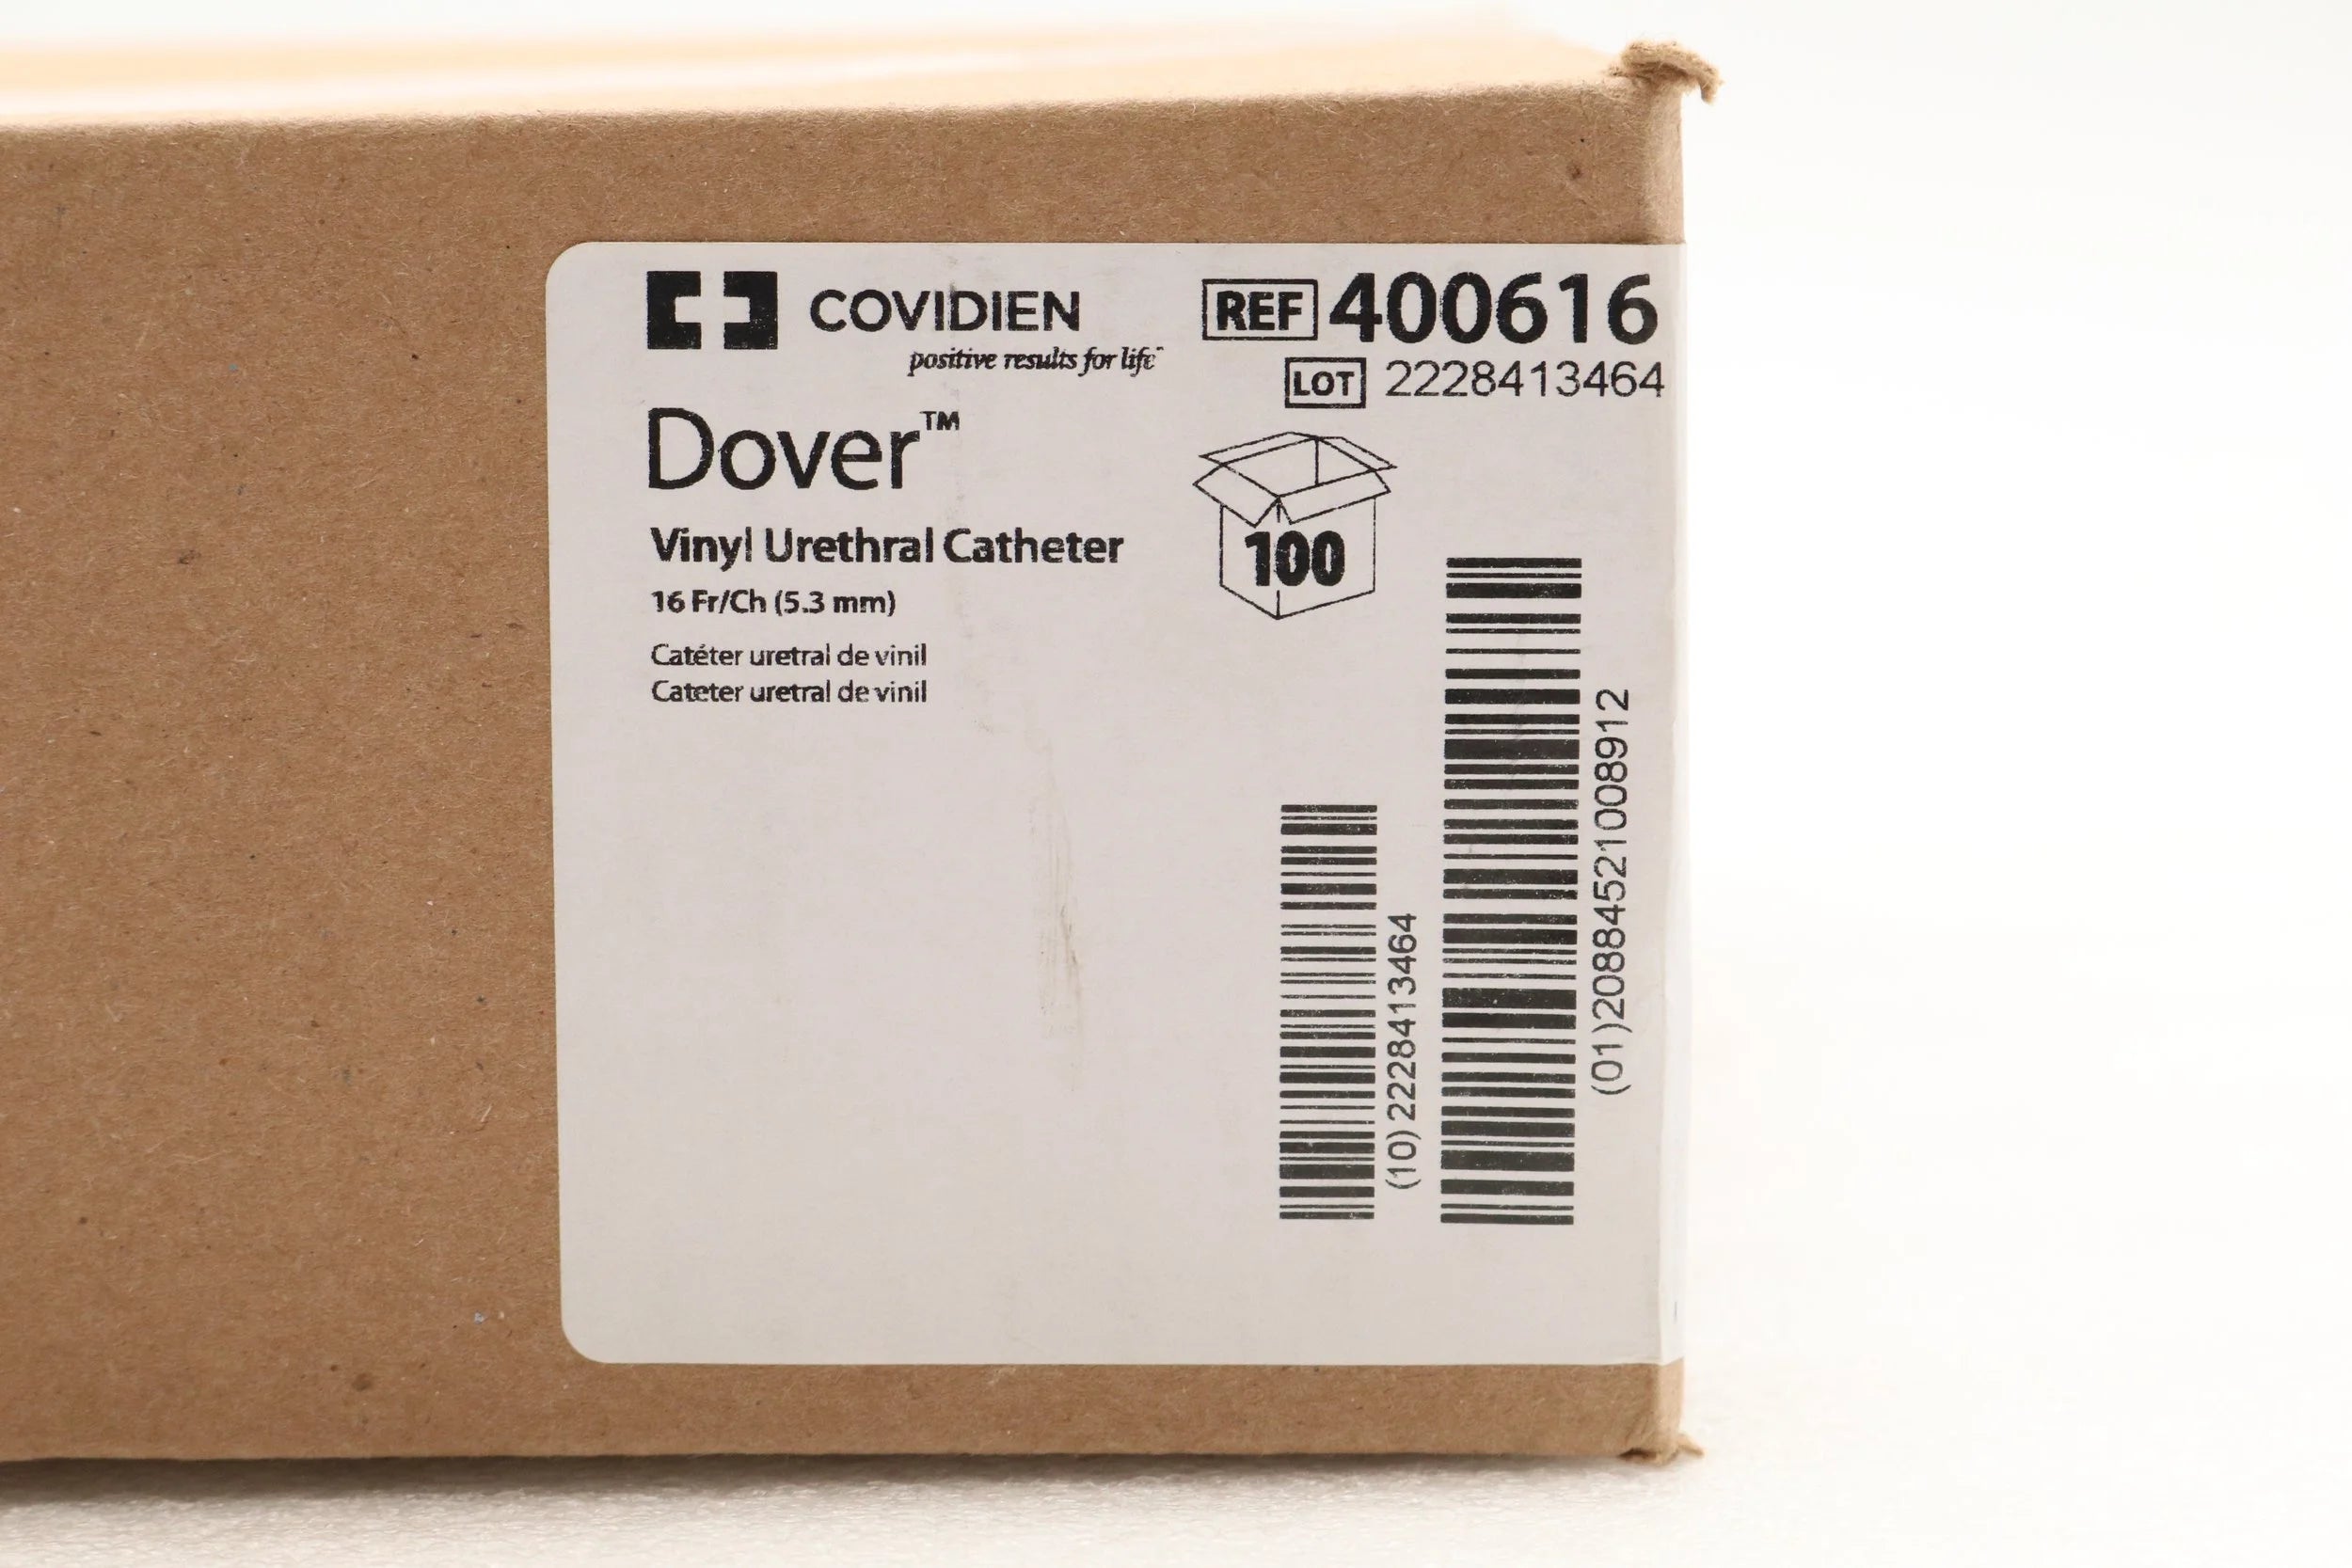 COVIDIEN
positive results for life™
REF 400616
LOT 2228413464
Dover™
Vinyl Urethral Catheter
16 Fr/Ch (5.3 mm)
Catéter uretral de vinil
Cateter uretral de vinil
100
(10) 2228413464
(01)20884521008912